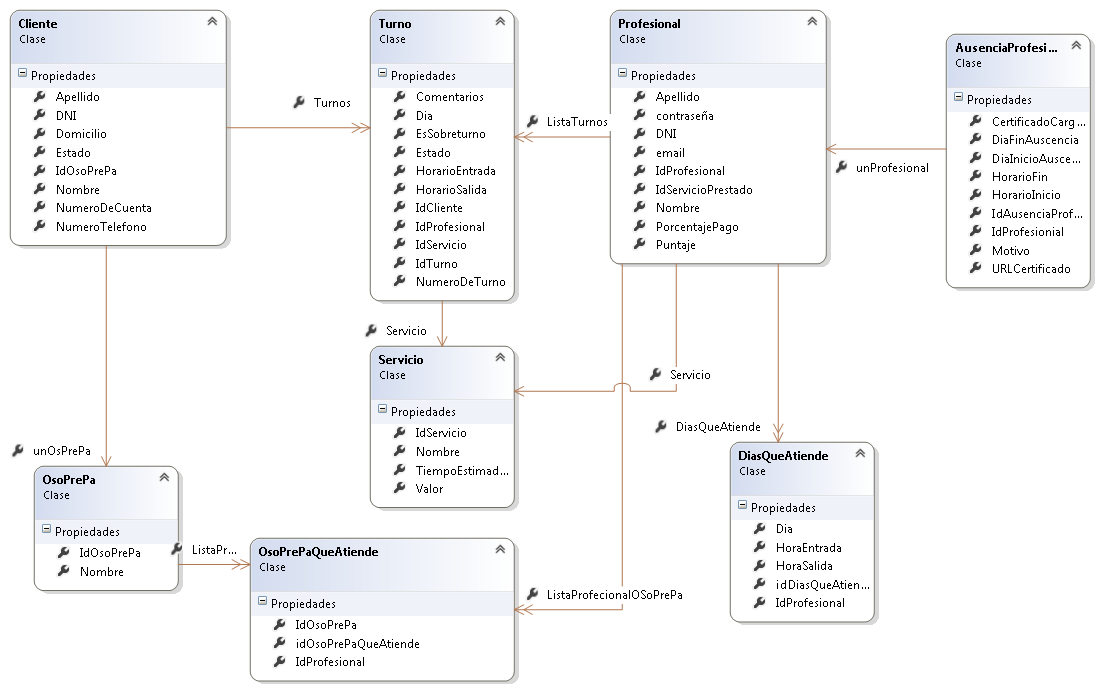 Cliente
Clase
Propiedades
Apellido
DNI
Domicilio
Estado
IdOsoPrePa
Nombre
NumeroDeCuenta
NumeroTelefono
Turnos
Turno
Clase
Propiedades
Comentarios
Dia
EsSobreturno
Estado
HorarioEntrada
HorarioSalida
IdCliente
IdProfesional
IdServicio
IdTurno
NumeroDeTurno
ListaTurnos
Profesional
Clase
Propiedades
Apellido
contraseña
DNI
email
IdProfesional
IdServicioPrestado
Nombre
PorcentajePago
Puntaje
unProfesional
AusenciaProfesi...
Clase
Propiedades
CertificadoCarg...
DiaFinAuscencia
DiaInicioAusce...
HorarioFin
HorarioInicio
IdAusenciaProf...
IdProfesionial
Motivo
URLCertificado
Servicio
Servicio
Clase
Propiedades
IdServicio
Nombre
TiempoEstimad...
Valor
Servicio
DiasQueAtiende
DiasQueAtiende
Clase
Propiedades
Dia
HoraEntrada
HoraSalida
idDiasQueAtien...
IdProfesional
unOsPrePa
OsoPrePa
Clase
Propiedades
IdOsoPrePa
Nombre
ListaPr...
OsoPrePaQueAtiende
Clase
Propiedades
IdOsoPrePa
idOsoPrePaQueAtiende
IdProfesional
ListaProfecionalOSoPrePa